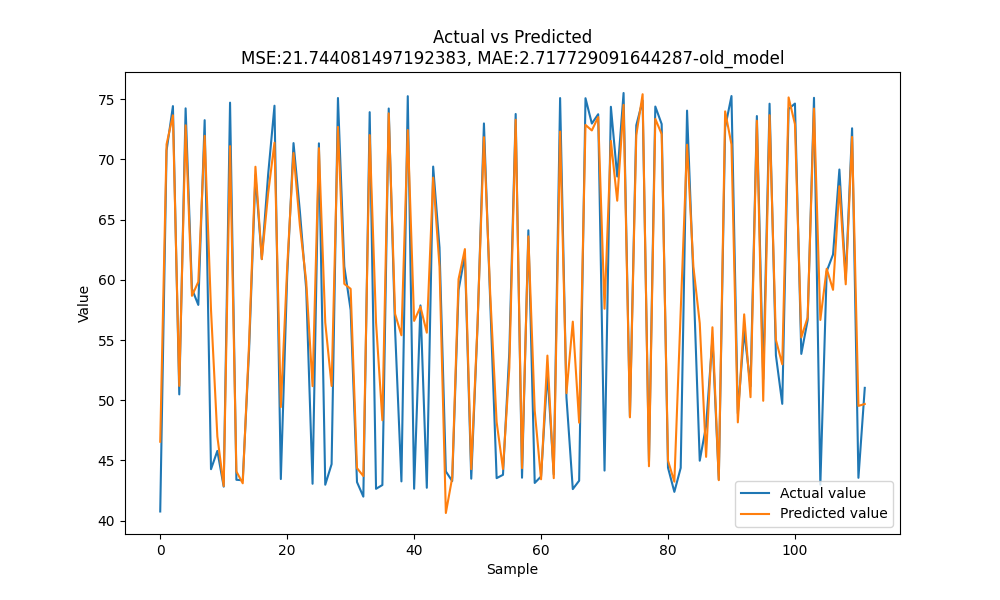 Actual vs Predicted
MSE:21.744081497192383, MAE:2.717729091644287-old_model
Value
75
70
65
60
55
50
45
40
0
20
40
60
80
100
Sample
Actual value
Predicted value